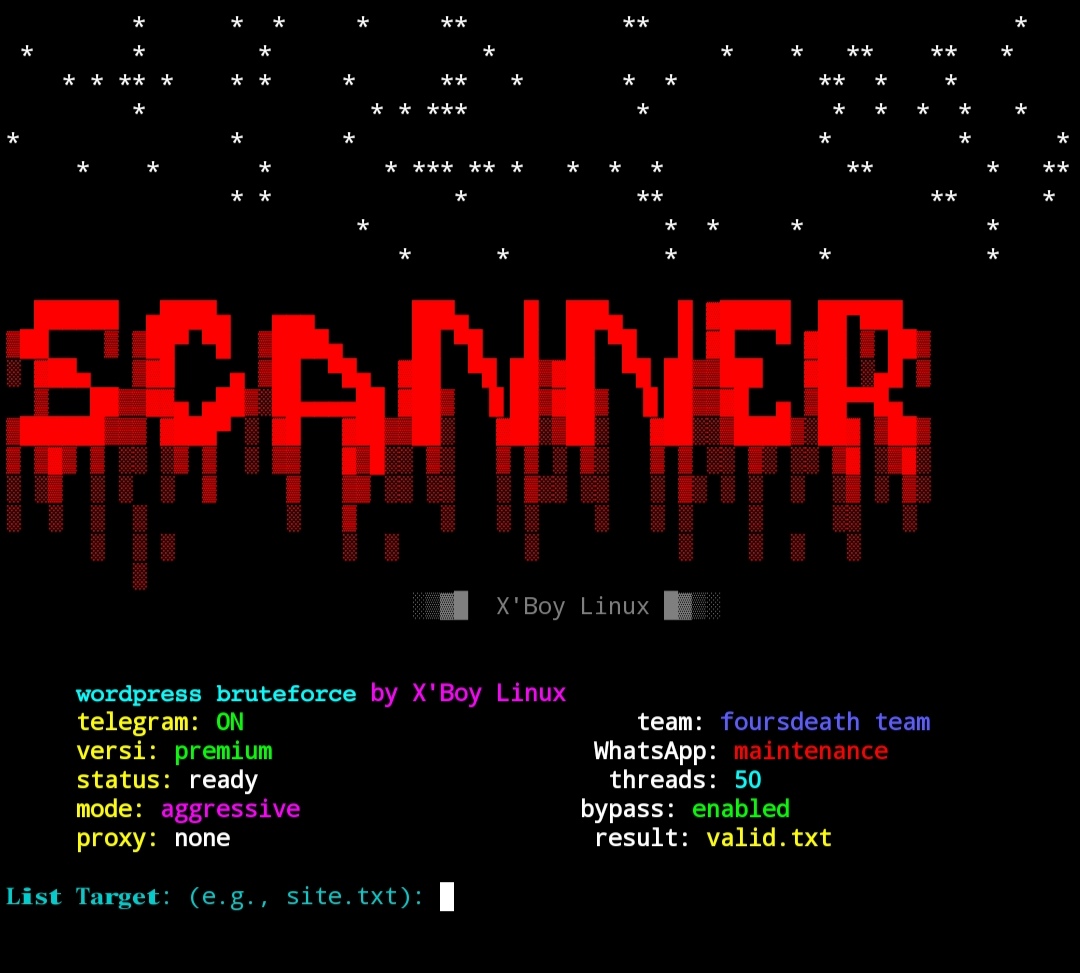 SCANNER
X'Boy Linux
wordpress bruteforce by X'Boy Linux
telegram: ON team: foursdeath team
versi: premium WhatsApp: maintenance
status: ready threads: 50
mode: aggressive bypass: enabled
proxy: none result: valid.txt
List Target: (e.g., site.txt):